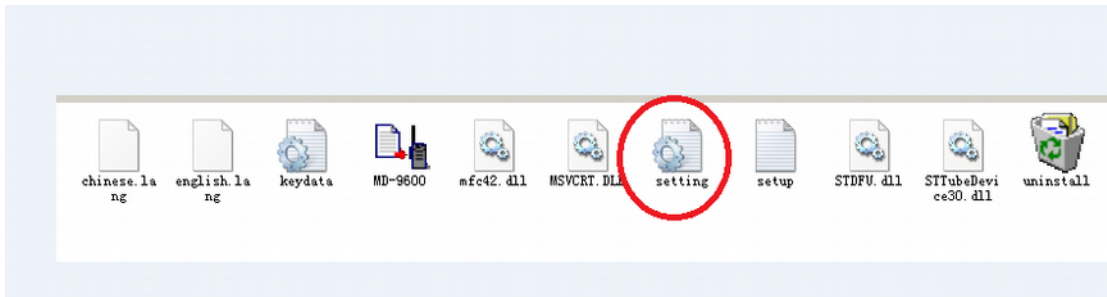 chinese.la
ng
english.la
ng
keydata
MD-9600
mfc42.dll
MSVCRT.DLL
setting
setup
STDFU.dll
STTubeDevi
ce30.dll
uninstall